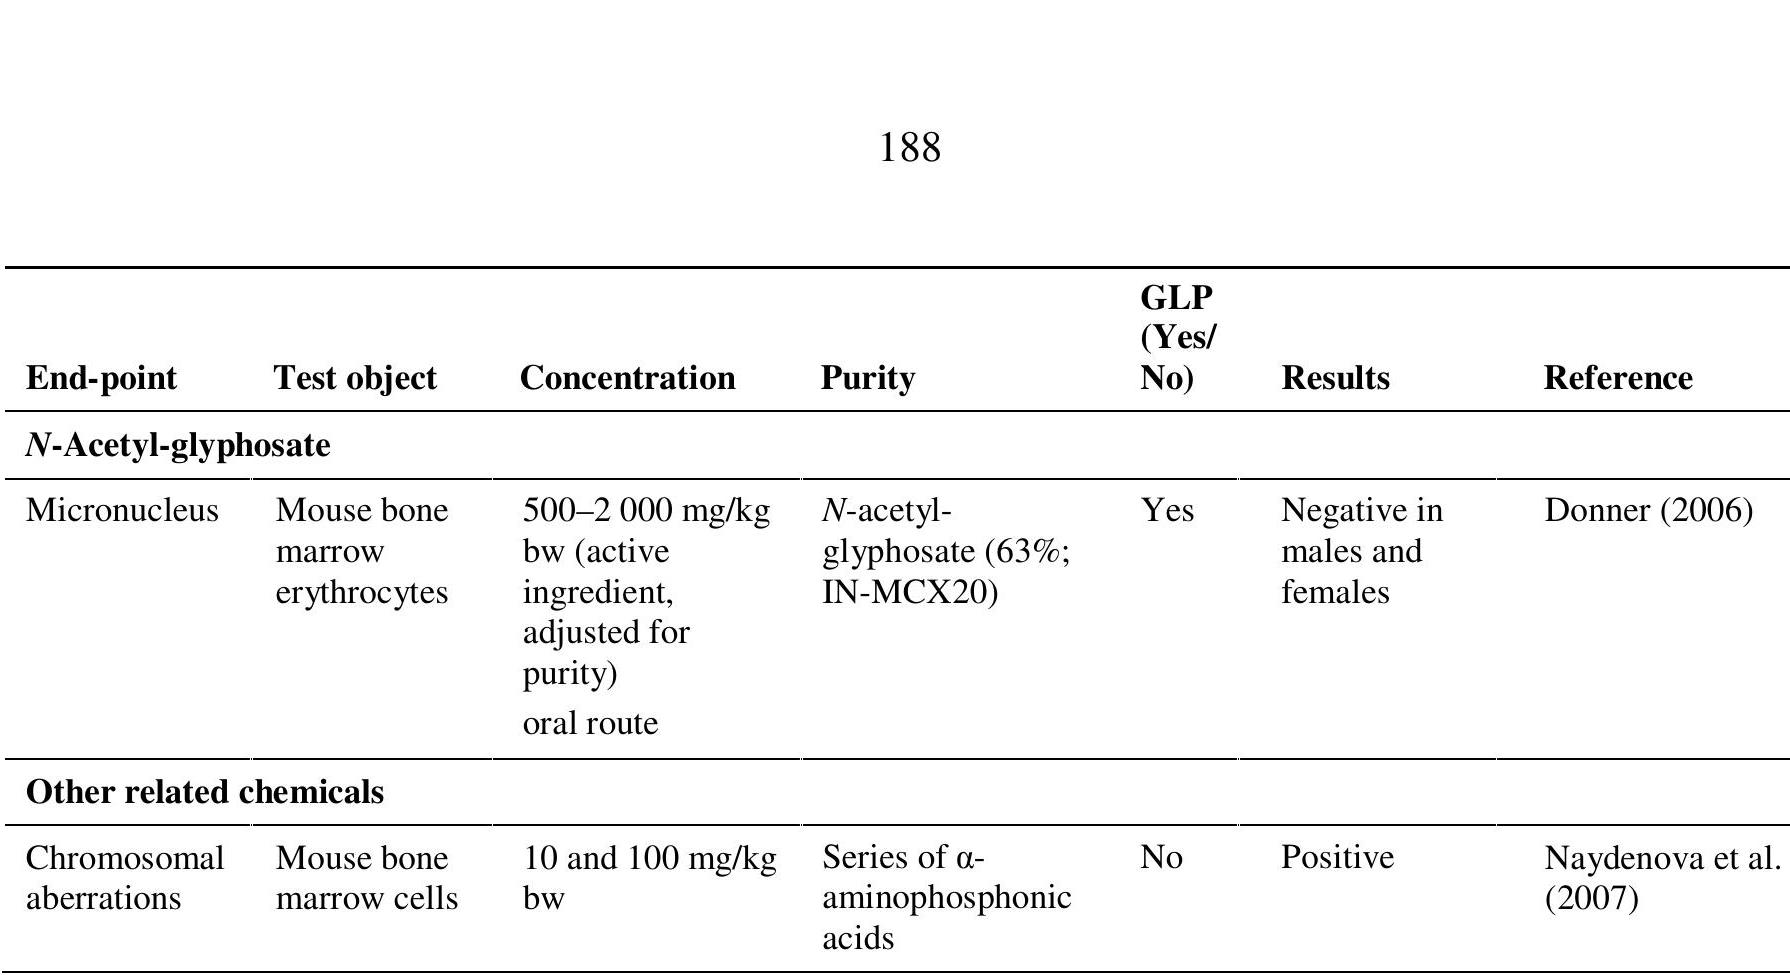 188
GLP
(Yes/
End-point Test object Concentration Purity No) Results Reference
N-Acetyl-glyphosate
Micronucleus Mouse bone 500–2 000 mg/kg N-acetyl- Yes Negative in Donner (2006)
marrow bw (active glyphosate (63%; males and
erythrocytes ingredient, IN-MCX20) females
adjusted for
purity)
oral route
Other related chemicals
Chromosomal Mouse bone 10 and 100 mg/kg Series of α- No Positive Naydenova et al.
aberrations marrow cells bw aminophosphonic (2007)
acids